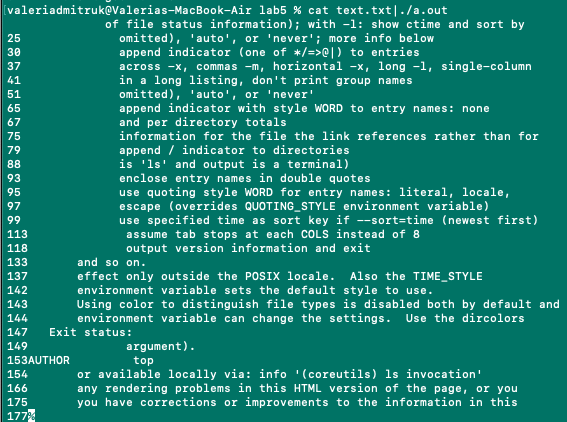 valeriadmitruk@Valerias-MacBook-Air lab5 % cat text.txt|./a.out
of file status information); with -l: show ctime and sort by
25 omitted), 'auto', or 'never'; more info below
30 append indicator (one of */=>@|) to entries
37 across -x, commas -m, horizontal -x, long -l, single-column
41 in a long listing, don't print group names
51 omitted), 'auto', or 'never'
65 append indicator with style WORD to entry names: none
67 and per directory totals
75 information for the file the link references rather than for
79 append / indicator to directories
88 is 'ls' and output is a terminal)
93 enclose entry names in double quotes
95 use quoting style WORD for entry names: literal, locale,
97 escape (overrides QUOTING_STYLE environment variable)
99 use specified time as sort key if --sort=time (newest first)
113 assume tab stops at each COLS instead of 8
118 output version information and exit
133 and so on.
137 effect only outside the POSIX locale. Also the TIME_STYLE
142 environment variable sets the default style to use.
143 Using color to distinguish file types is disabled both by default and
144 environment variable can change the settings. Use the dircolors
147 Exit status:
149 argument).
153AUTHOR top
154 or available locally via: info '(coreutils) ls invocation'
166 any rendering problems in this HTML version of the page, or you
175 you have corrections or improvements to the information in this
177%